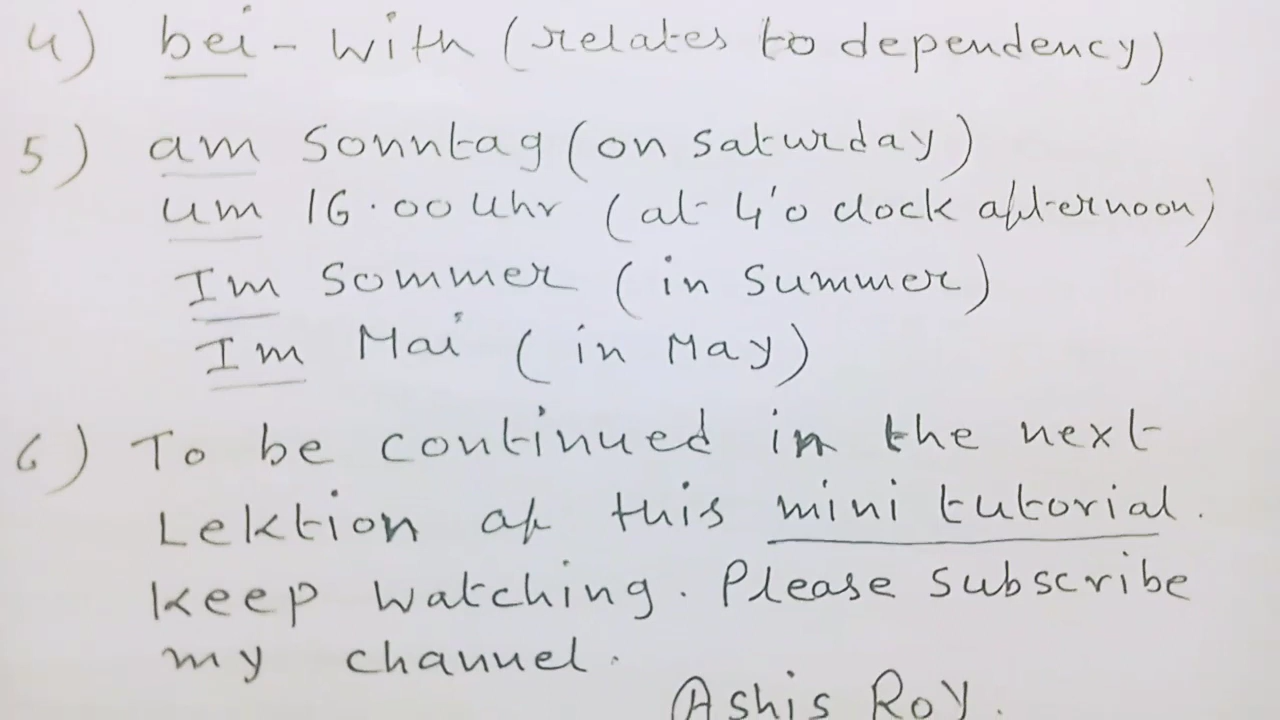 4) bei - with (relates to dependency)
5) am Sonntag (on saturday)
um 16.00 Uhr (at 4'o clock afternoon)
Im Sommer (in Summer)
Im Mai (in May)
6) To be continued in the next
Lektion of this mini tutorial.
keep watching. Please subscribe
my channel.
Ashis Roy.